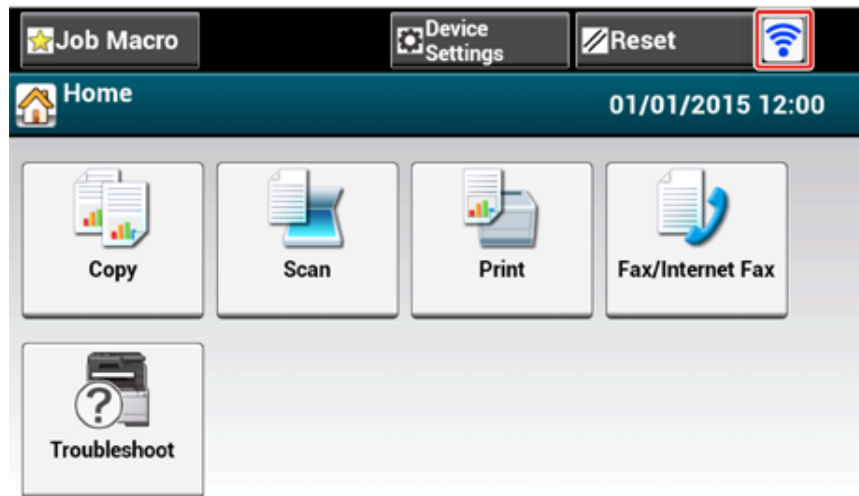 Job Macro
Device
Settings
Reset
Home
01/01/2015 12:00
Copy
Scan
Print
Fax/Internet Fax
Troubleshoot